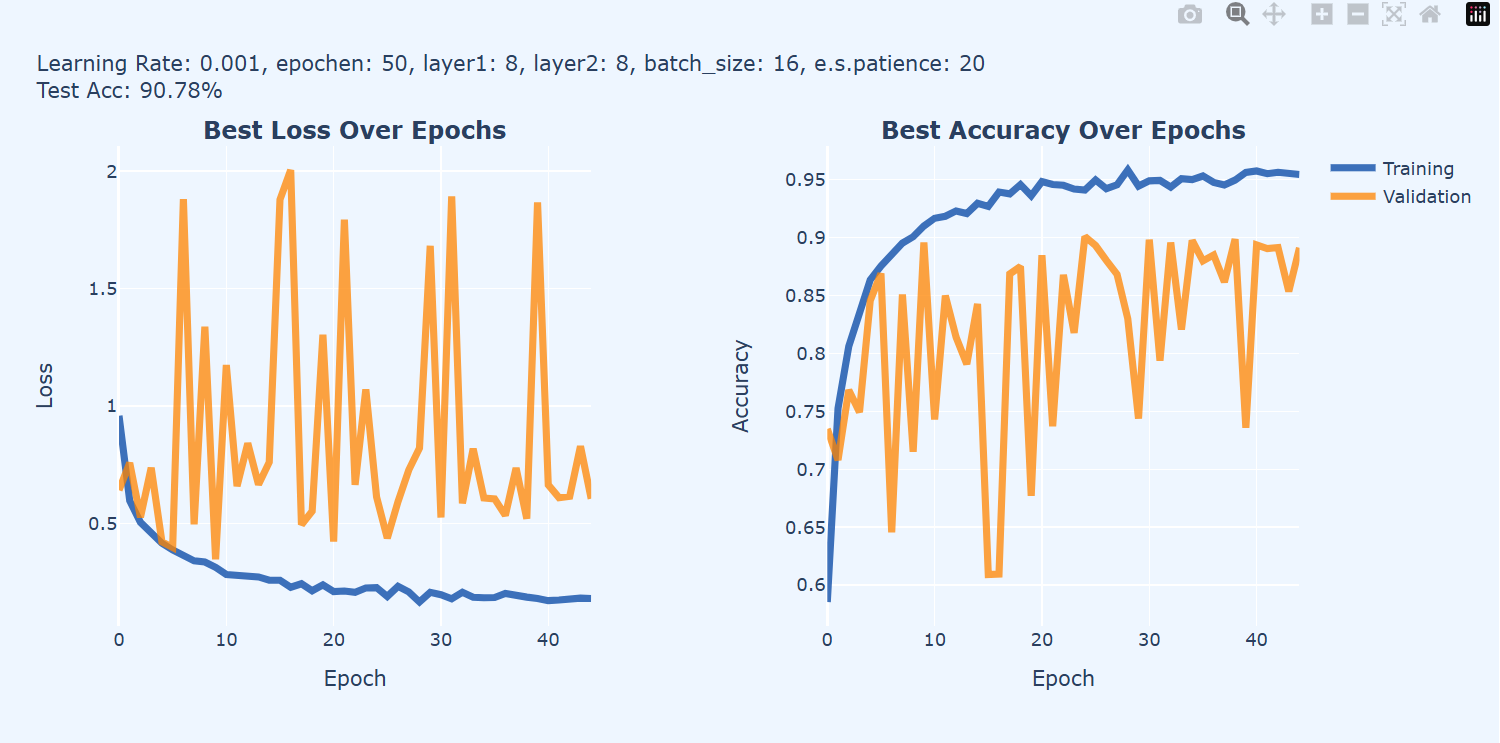 Learning Rate: 0.001, epochen: 50, layer1: 8, layer2: 8, batch_size: 16, e.s.patience: 20
Test Acc: 90.78%
Best Loss Over Epochs
2
1.5
1
0.5
Loss
0 10 20 30 40
Epoch
Best Accuracy Over Epochs
0.95
0.9
0.85
0.8
0.75
0.7
0.65
0.6
Accuracy
0 10 20 30 40
Epoch
Training
Validation